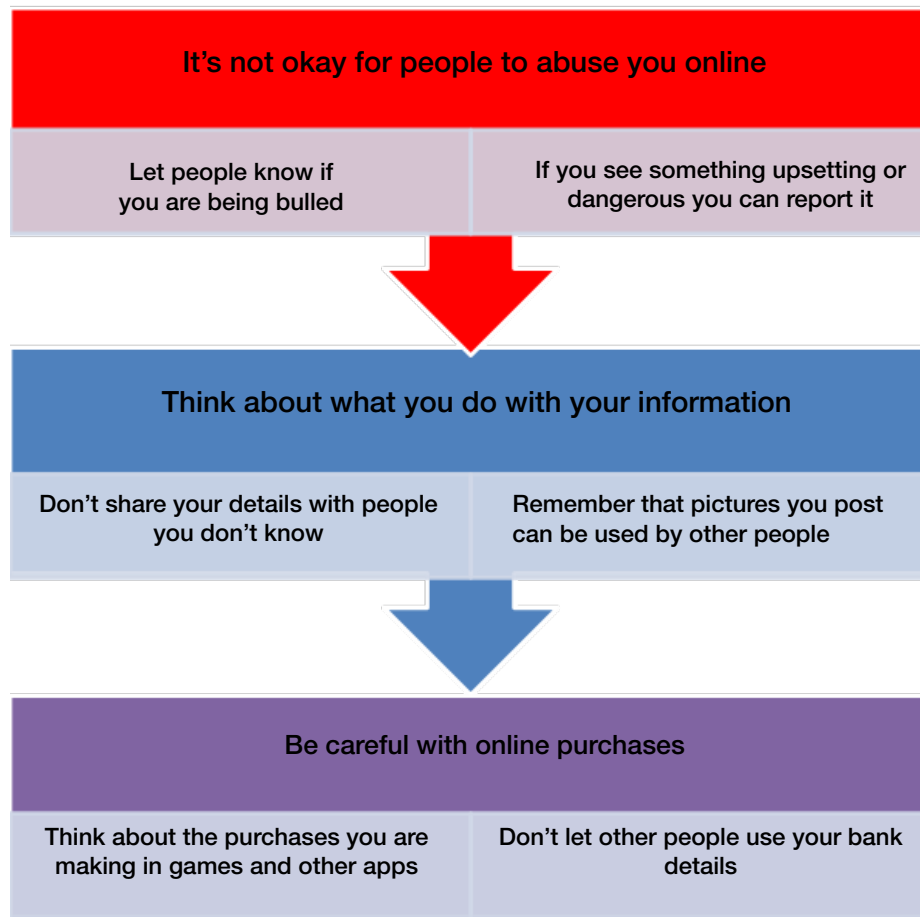 It’s not okay for people to abuse you online
Let people know if
you are being bulled
If you see something upsetting or
dangerous you can report it
Think about what you do with your information
Don’t share your details with people
you don’t know
Remember that pictures you post
can be used by other people
Be careful with online purchases
Think about the purchases you are
making in games and other apps
Don’t let other people use your bank
details